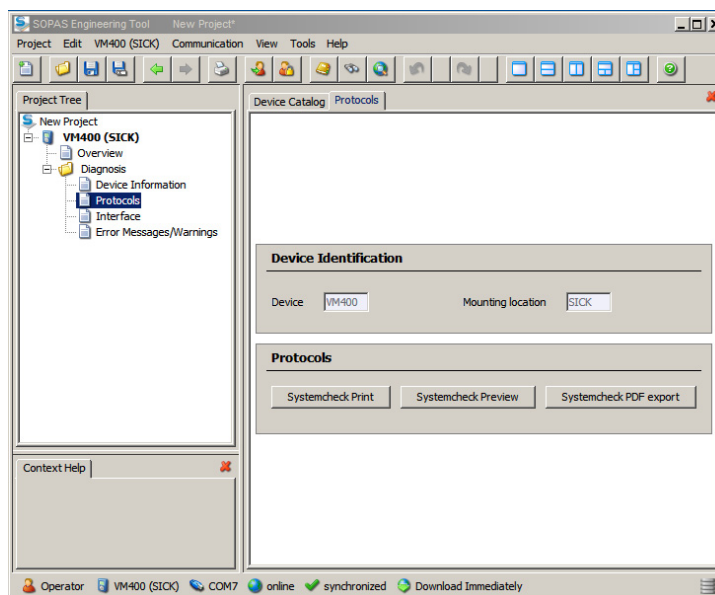 SOPAS Engineering Tool New Project*
Project Edit VM400 (SICK) Communication View Tools Help
Project Tree
New Project
VM400 (SICK)
Overview
Diagnosis
Device Information
Protocols
Interface
Error Messages/Warnings
Context Help
Device Catalog Protocols
Device Identification
Device VM400 Mounting location SICK
Protocols
Systemcheck Print Systemcheck Preview Systemcheck PDF export
Operator VM400 (SICK) COM7 online synchronized Download Immediately